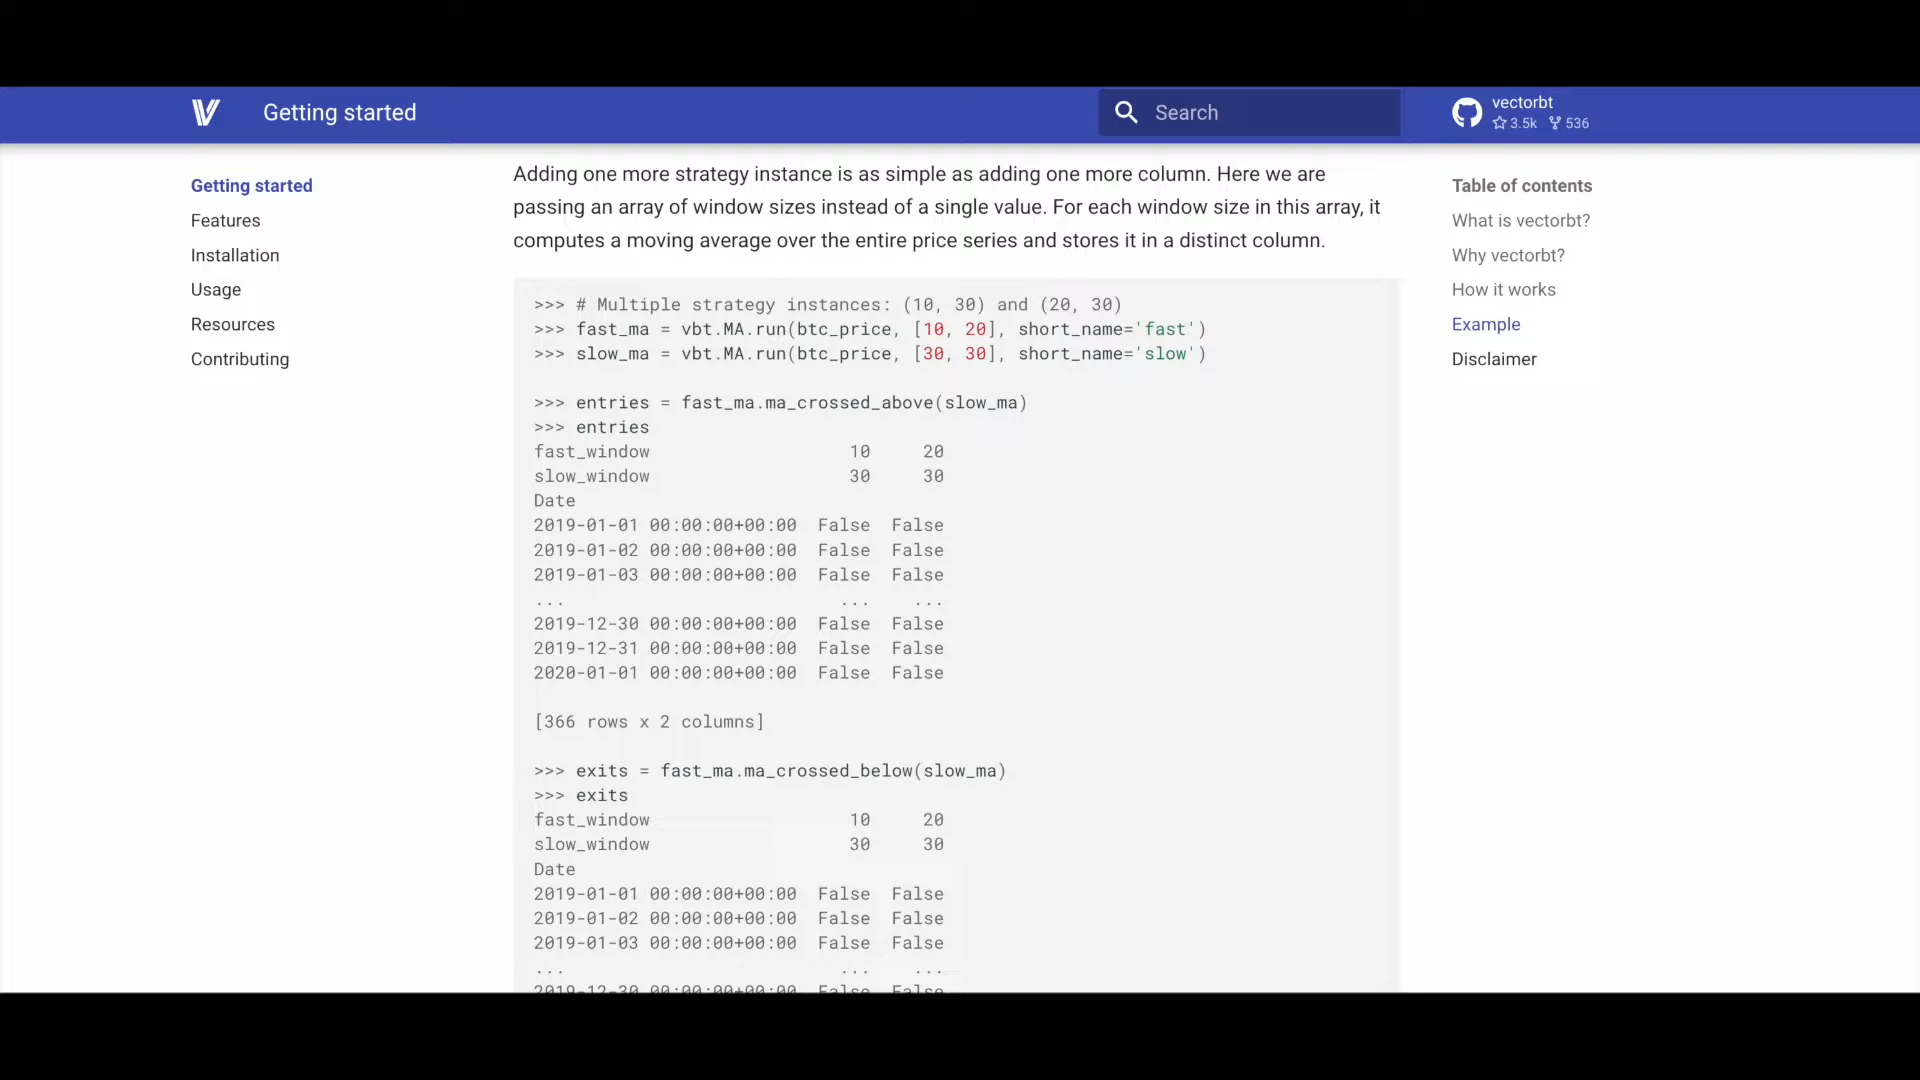 Getting started
Search
vectorbt
3.5k 536
Getting started
Features
Installation
Usage
Resources
Contributing
Adding one more strategy instance is as simple as adding one more column. Here we are
passing an array of window sizes instead of a single value. For each window size in this array, it
computes a moving average over the entire price series and stores it in a distinct column.
>>> # Multiple strategy instances: (10, 30) and (20, 30)
>>> fast_ma = vbt.MA.run(btc_price, [10, 20], short_name='fast')
>>> slow_ma = vbt.MA.run(btc_price, [30, 30], short_name='slow')
>>> entries = fast_ma.ma_crossed_above(slow_ma)
>>> entries
fast_window 10 20
slow_window 30 30
Date
2019-01-01 00:00:00+00:00 False False
2019-01-02 00:00:00+00:00 False False
2019-01-03 00:00:00+00:00 False False
... ... ...
2019-12-30 00:00:00+00:00 False False
2019-12-31 00:00:00+00:00 False False
2020-01-01 00:00:00+00:00 False False
[366 rows x 2 columns]
>>> exits = fast_ma.ma_crossed_below(slow_ma)
>>> exits
fast_window 10 20
slow_window 30 30
Date
2019-01-01 00:00:00+00:00 False False
2019-01-02 00:00:00+00:00 False False
2019-01-03 00:00:00+00:00 False False
... ... ...
2019-12-30 00:00:00+00:00 False False
Table of contents
What is vectorbt?
Why vectorbt?
How it works
Example
Disclaimer